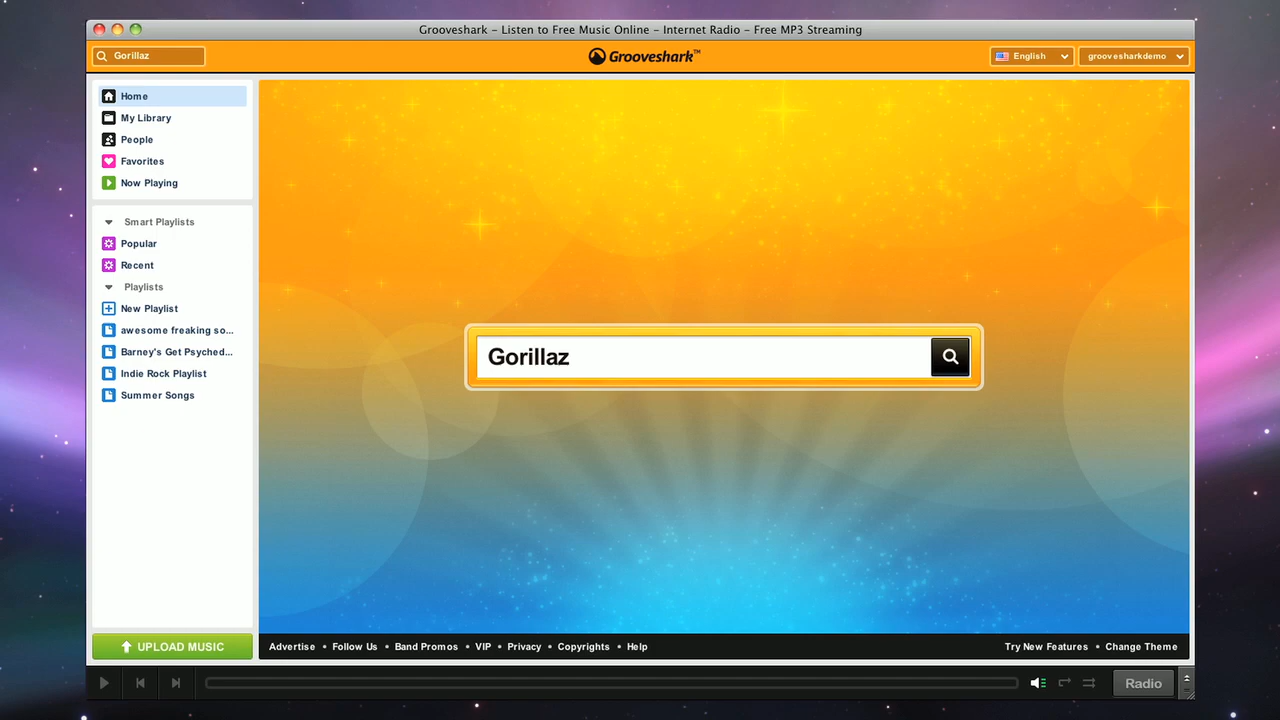 Grooveshark – Listen to Free Music Online – Internet Radio – Free MP3 Streaming
Gorillaz
Grooveshark™
English
groovesharkdemo
Home
My Library
People
Favorites
Now Playing
Smart Playlists
Popular
Recent
Playlists
New Playlist
awesome freaking so...
Barney's Get Psyched...
Indie Rock Playlist
Summer Songs
Gorillaz
UPLOAD MUSIC
Advertise • Follow Us • Band Promos • VIP • Privacy • Copyrights • Help
Try New Features • Change Theme
Radio